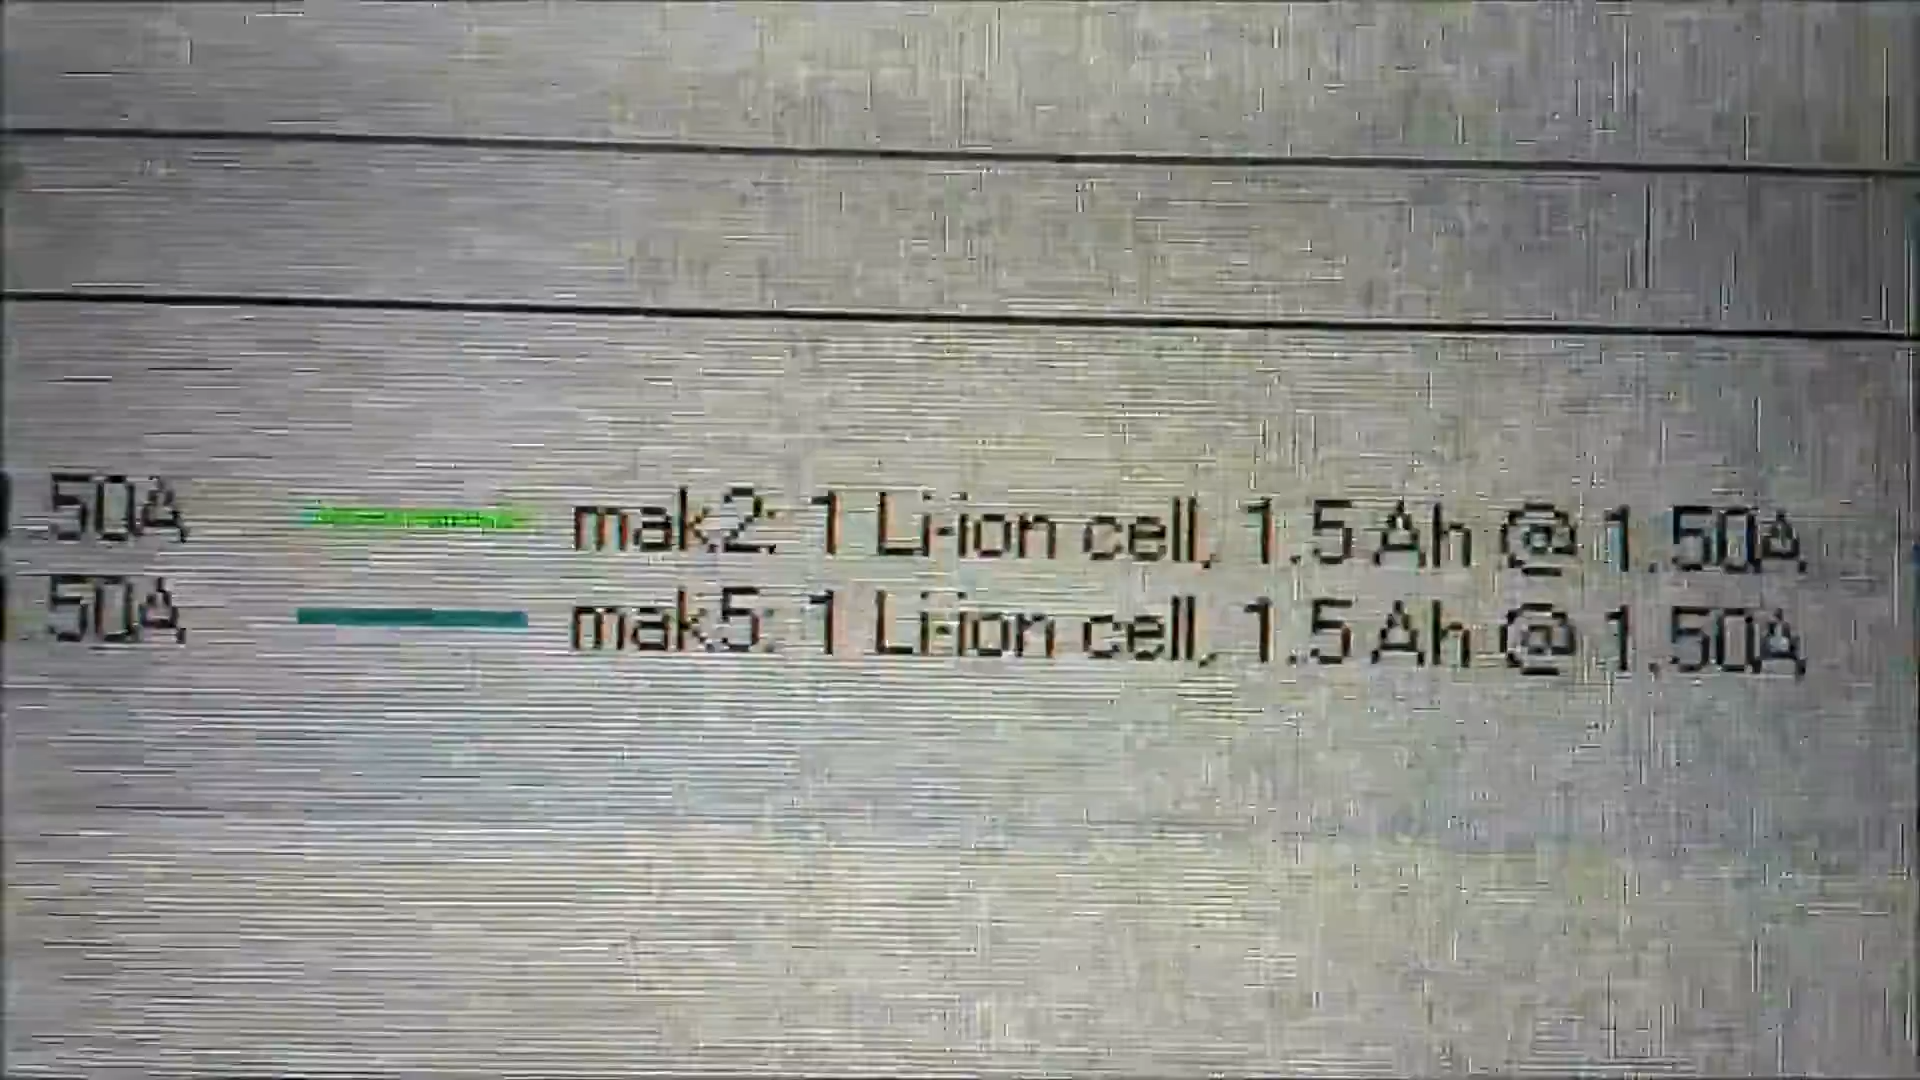 .50A mak2: 1 Li-ion cell, 1.5 Ah @ 1.50A
.50A mak5: 1 Li-ion cell, 1.5 Ah @ 1.50A